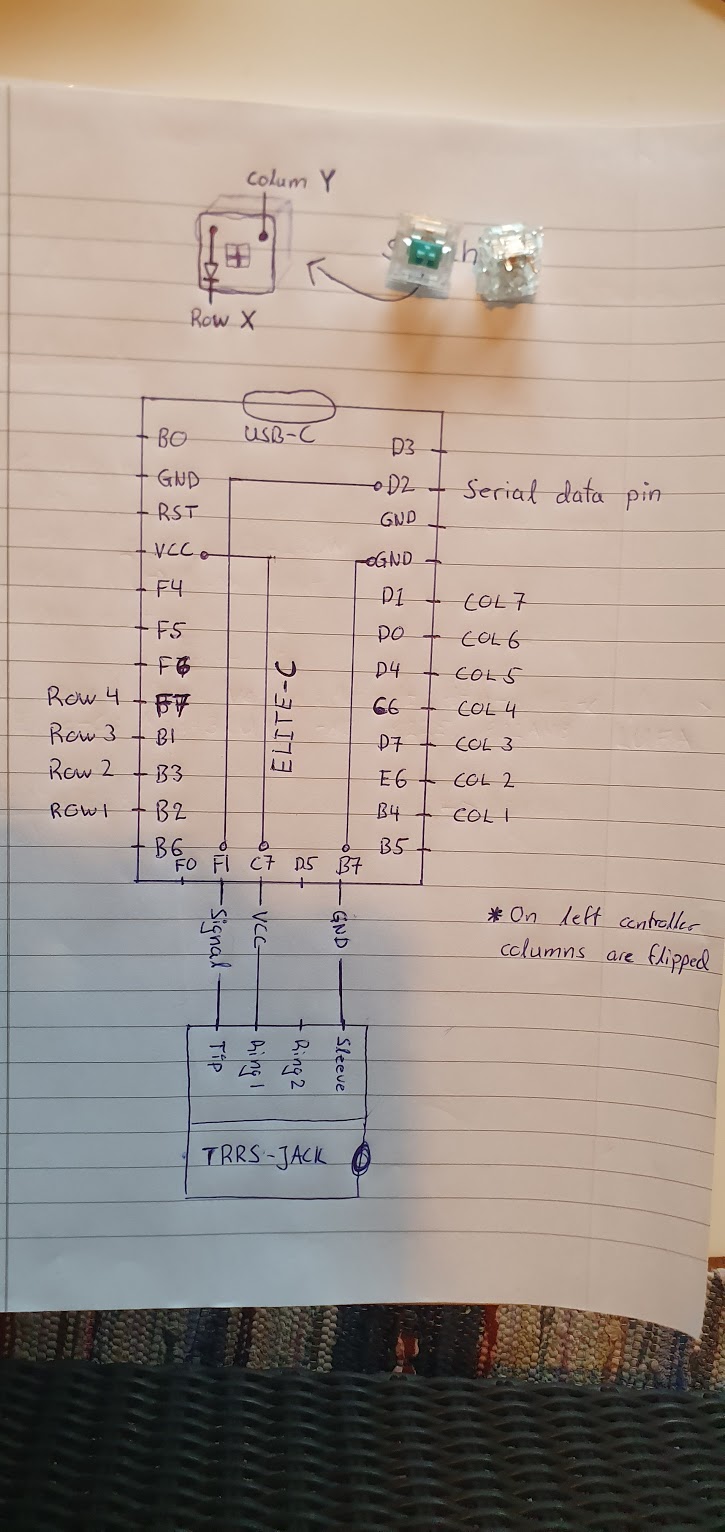 Colum Y
Row X
USB-C
B0
GND
RST
VCC
F4
F5
F6
Row 4 F7
Row 3 B1
Row 2 B3
ROW 1 B2
B6
D3
D2 Serial data pin
GND
GND
D1 COL 7
D0 COL 6
D4 COL 5
C6 COL 4
D7 COL 3
E6 COL 2
B4 COL 1
B5
ELITE-C
F0 F1 C7 D5 B7
Signal
VCC
GND
* On left controller
columns are flipped
Tip
Ring 1
Ring 2
Sleeve
TRRS-JACK